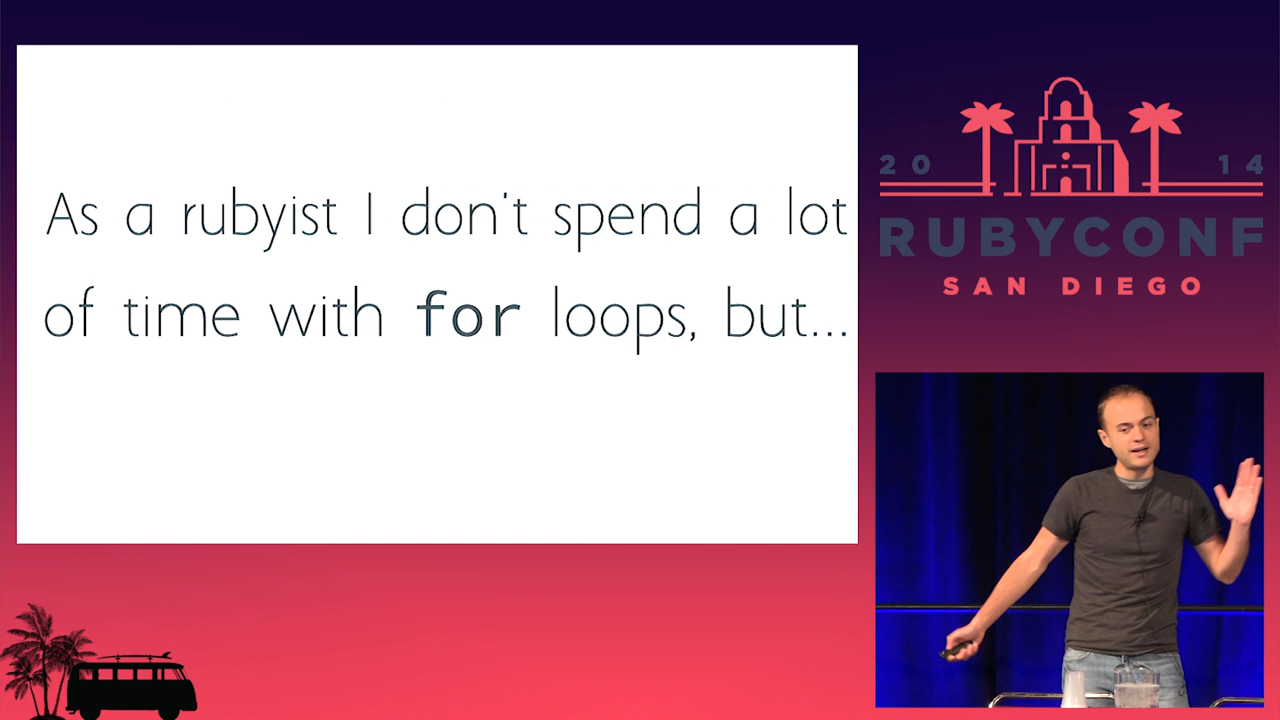 As a rubyist I don't spend a lot
of time with for loops, but...
20 14
RUBYCONF
SAN DIEGO